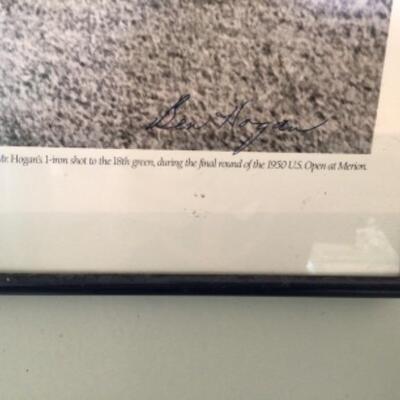 Ben Hogan
Mr. Hogan's 1-iron shot to the 18th green, during the final round of the 1950 U.S. Open at Merion.